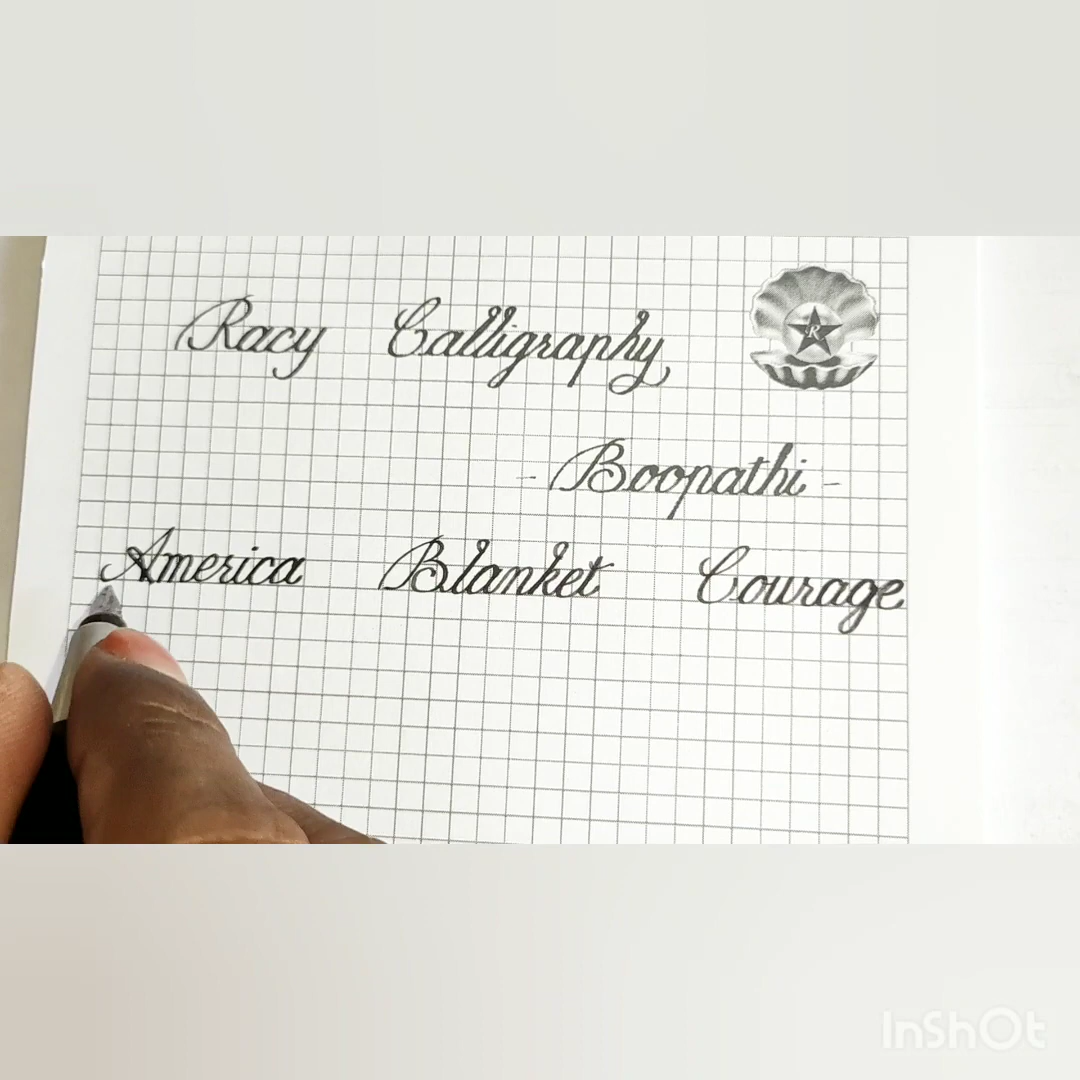 Racy Calligraphy
R
- Boopathi -
America Blanket Courage
InShOt